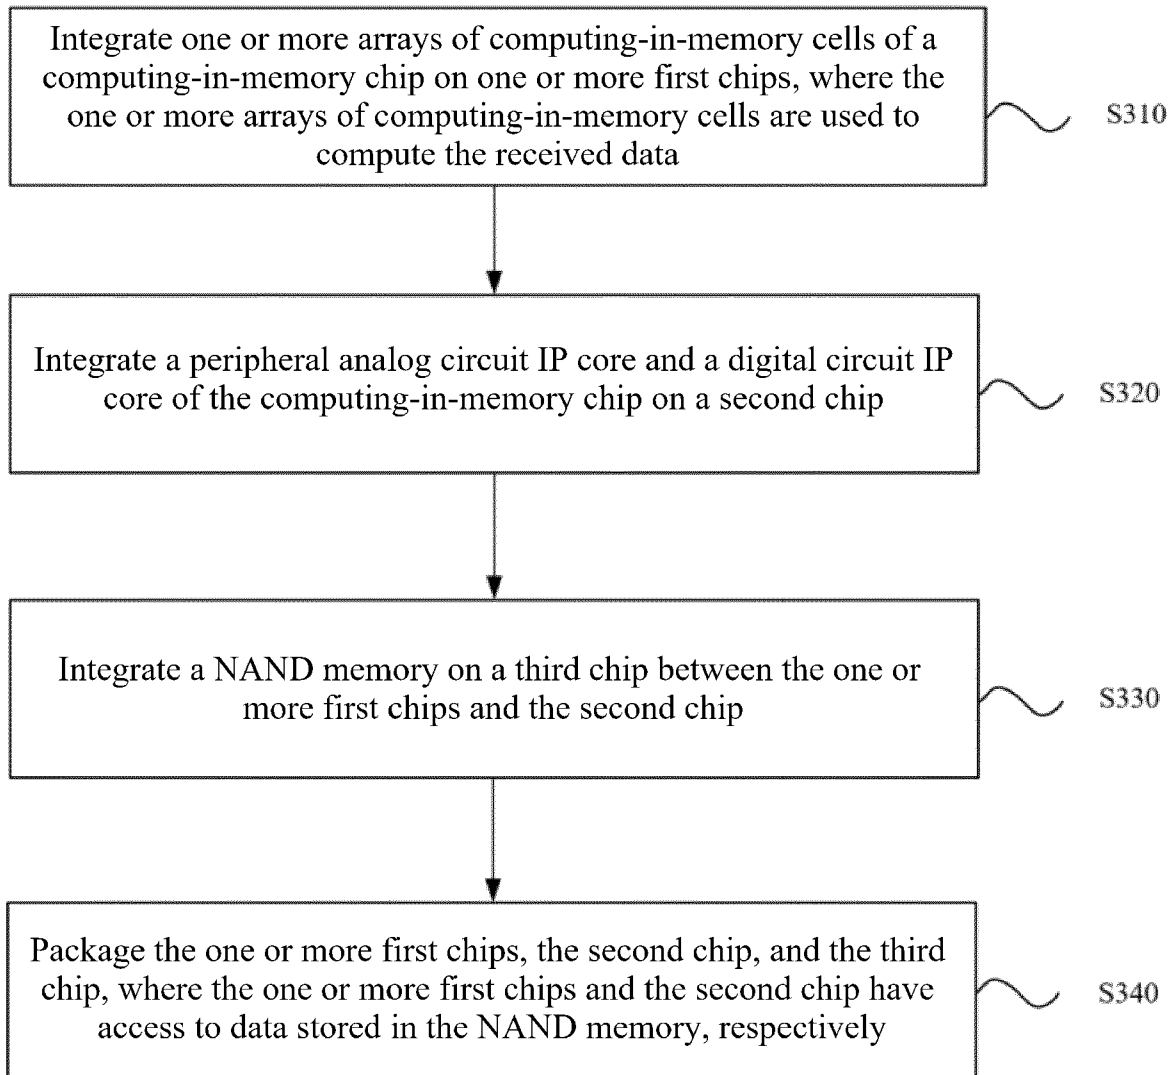 Integrate one or more arrays of computing-in-memory cells of a
computing-in-memory chip on one or more first chips, where the
one or more arrays of computing-in-memory cells are used to
compute the received data
S310
Integrate a peripheral analog circuit IP core and a digital circuit IP
core of the computing-in-memory chip on a second chip
S320
Integrate a NAND memory on a third chip between the one or
more first chips and the second chip
S330
Package the one or more first chips, the second chip, and the third
chip, where the one or more first chips and the second chip have
access to data stored in the NAND memory, respectively
S340